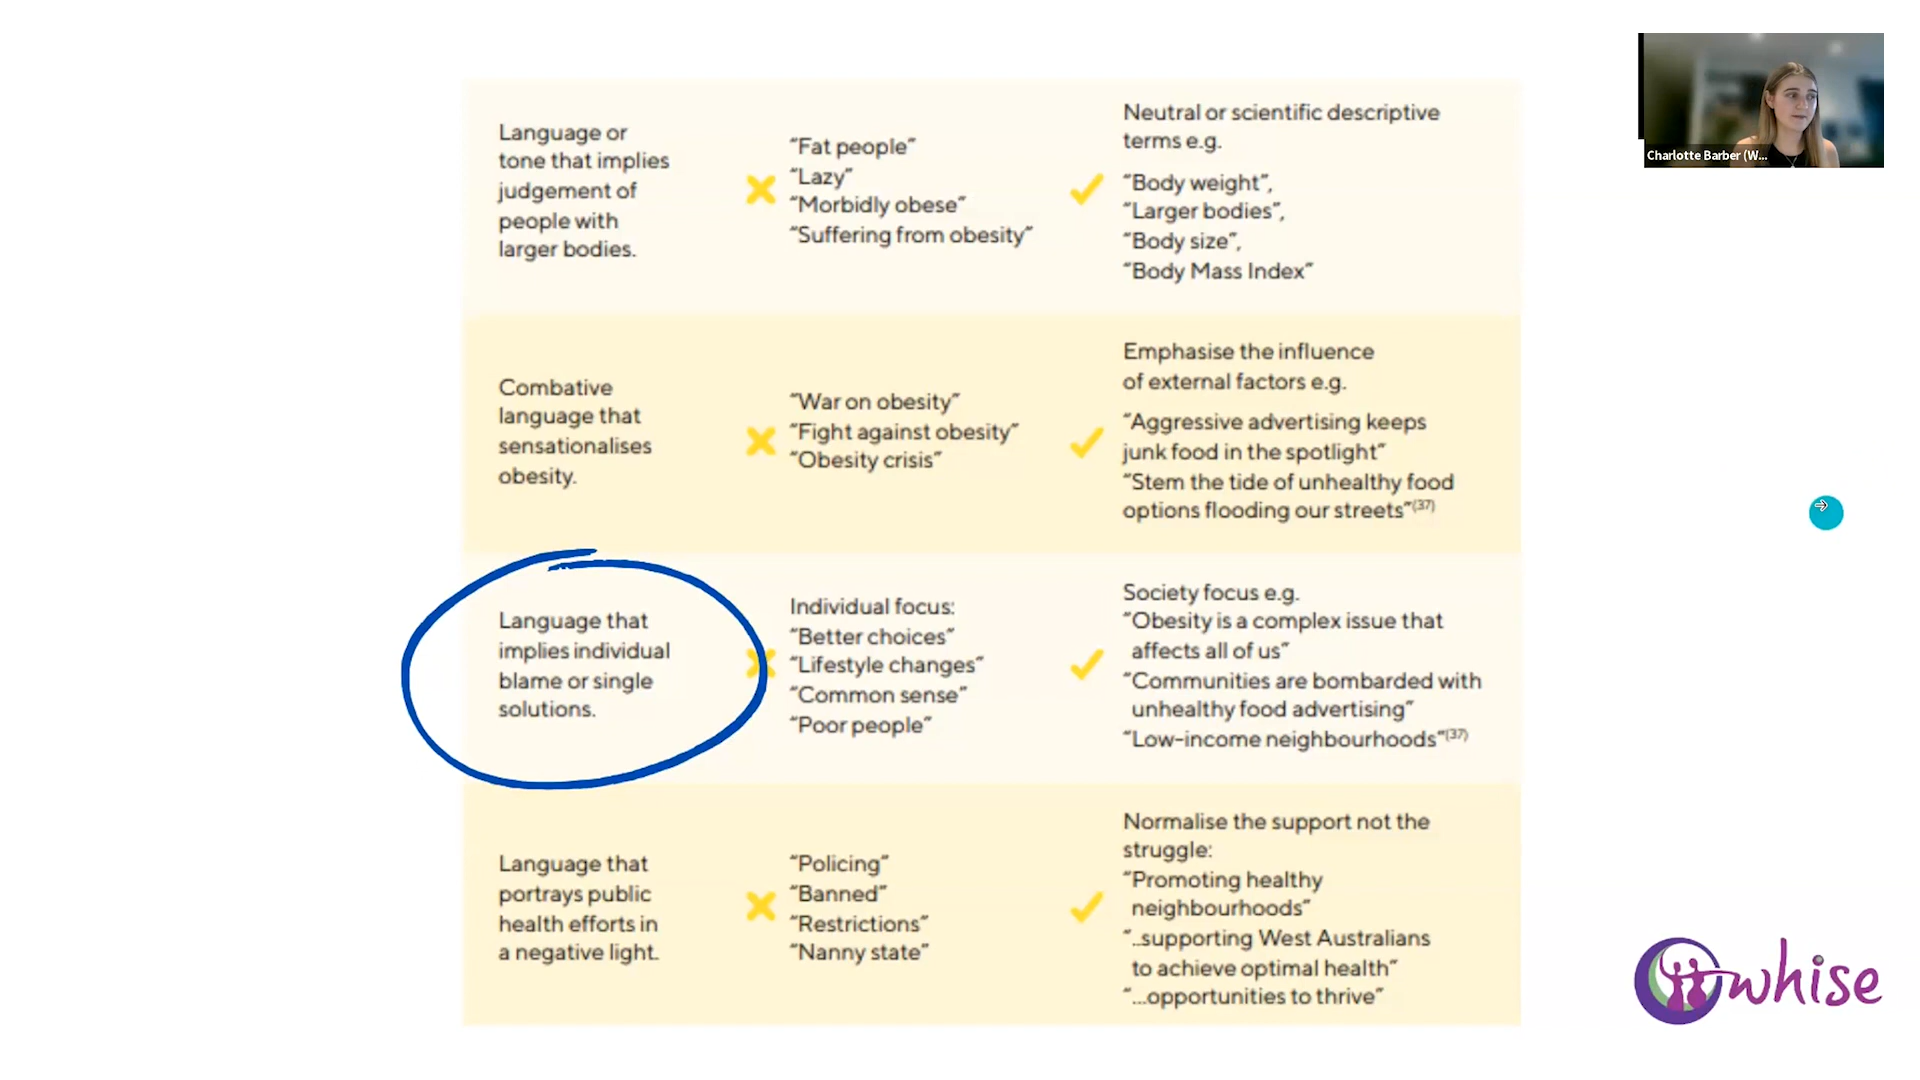 Language or
tone that implies
judgement of
people with
larger bodies.
“Fat people”
“Lazy”
“Morbidly obese”
“Suffering from obesity”
Neutral or scientific descriptive
terms e.g.
“Body weight”,
“Larger bodies”,
“Body size”,
“Body Mass Index”
Combative
language that
sensationalises
obesity.
“War on obesity”
“Fight against obesity”
“Obesity crisis”
Emphasise the influence
of external factors e.g.
“Aggressive advertising keeps
junk food in the spotlight”
“Stem the tide of unhealthy food
options flooding our streets”(37)
Language that
implies individual
blame or single
solutions.
Individual focus:
“Better choices”
“Lifestyle changes”
“Common sense”
“Poor people”
Society focus e.g.
“Obesity is a complex issue that
affects all of us”
“Communities are bombarded with
unhealthy food advertising”
“Low-income neighbourhoods”(37)
Language that
portrays public
health efforts in
a negative light.
“Policing”
“Banned”
“Restrictions”
“Nanny state”
Normalise the support not the
struggle:
“Promoting healthy
neighbourhoods”
“..supporting West Australians
to achieve optimal health”
“...opportunities to thrive”
Charlotte Barber (W...
whise